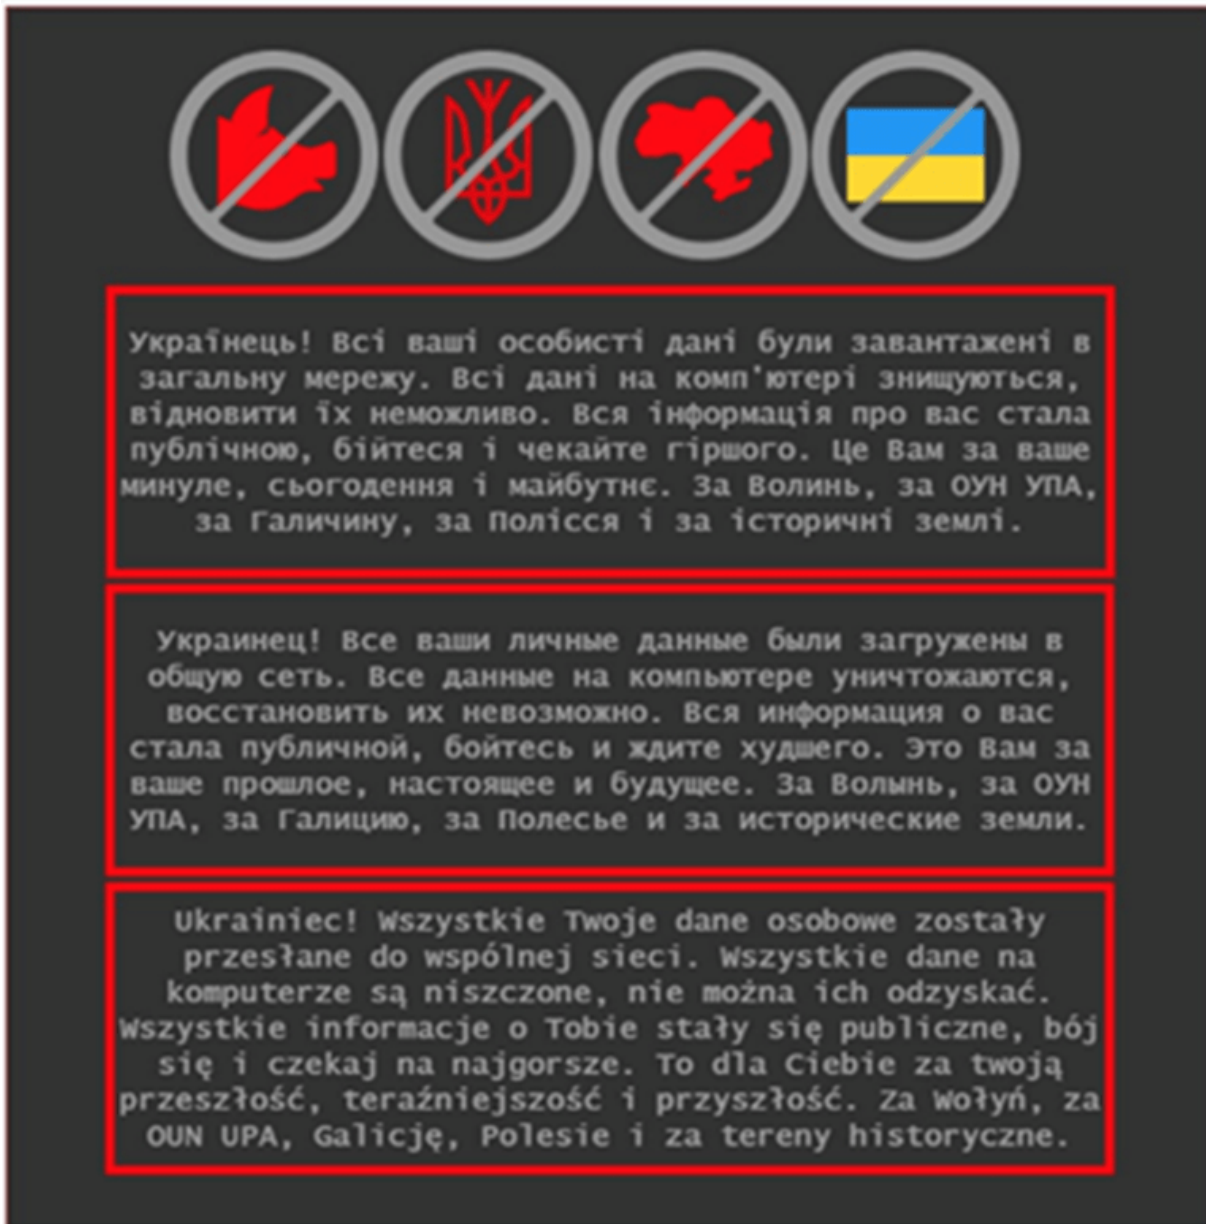 Українець! Всі ваші особисті дані були завантажені в
загальну мережу. Всі дані на комп'ютері знищуються,
відновити їх неможливо. Вся інформація про вас стала
публічною, бійтеся і чекайте гіршого. Це Вам за ваше
минуле, сьогодення і майбутнє. За Волинь, за ОУН УПА,
за Галичину, за Полісся і за історичні землі.
Украинец! Все ваши личные данные были загружены в
общую сеть. Все данные на компьютере уничтожаются,
восстановить их невозможно. Вся информация о вас
стала публичной, бойтесь и ждите худшего. Это Вам за
ваше прошлое, настоящее и будущее. За Волынь, за ОУН
УПА, за Галицию, за Полесье и за исторические земли.
Ukrainiec! Wszystkie Twoje dane osobowe zostały
przesłane do wspólnej sieci. Wszystkie dane na
komputerze są niszczone, nie można ich odzyskać.
Wszystkie informacje o Tobie stały się publiczne, bój
się i czekaj na najgorsze. To dla Ciebie za twoją
przeszłość, teraźniejszość i przyszłość. Za Wołyń, za
OUN UPA, Galicję, Polesie i za tereny historyczne.